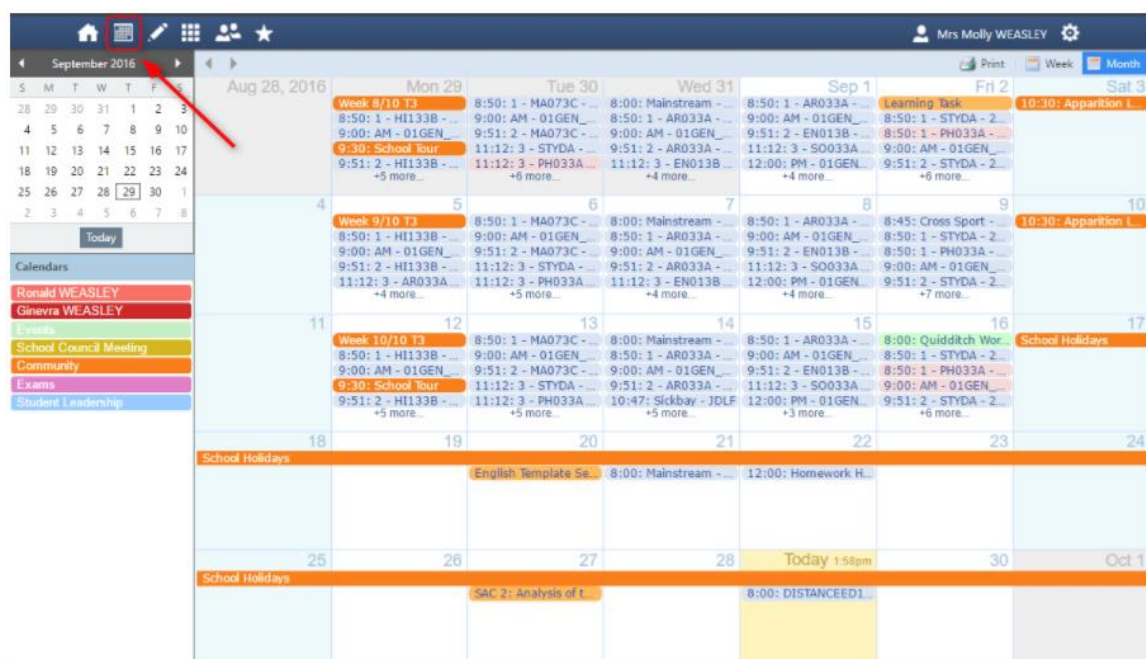 Mrs Molly WEASLEY
September 2016
S M T W T F S
28 29 30 31 1 2 3
4 5 6 7 8 9 10
11 12 13 14 15 16 17
18 19 20 21 22 23 24
25 26 27 28 29 30 1
2 3 4 5 6 7 8
Today
Calendars
Ronald WEASLEY
Ginevra WEASLEY
Events
School Council Meeting
Community
Exams
Student Leadership
Print Week Month
Aug 28, 2016 Mon 29 Tue 30 Wed 31 Sep 1 Fri 2 Sat 3
Week 8/10 T3 8:50: 1 - MA073C - ... 8:00: Mainstream - ... 8:50: 1 - AR033A - ... Learning Task 10:30: Apparition L...
8:50: 1 - HI133B - ... 9:00: AM - 01GEN_... 8:50: 1 - AR033A - ... 9:00: AM - 01GEN_... 8:50: 1 - STYDA - 2...
9:00: AM - 01GEN_... 9:51: 2 - MA073C - ... 9:00: AM - 01GEN_... 9:51: 2 - EN013B - ... 8:50: 1 - PH033A - ...
9:30: School Tour 11:12: 3 - STYDA - ... 9:51: 2 - AR033A - ... 11:12: 3 - SO033A ... 9:00: AM - 01GEN_...
9:51: 2 - HI133B - ... 11:12: 3 - PH033A ... 11:12: 3 - EN013B ... 12:00: PM - 01GEN... 9:51: 2 - STYDA - 2...
+5 more... +6 more... +4 more... +4 more... +6 more...
4 5 6 7 8 9 10
Week 9/10 T3 8:50: 1 - MA073C - ... 8:00: Mainstream - ... 8:50: 1 - AR033A - ... 8:45: Cross Sport - ... 10:30: Apparition L...
8:50: 1 - HI133B - ... 9:00: AM - 01GEN_... 8:50: 1 - AR033A - ... 9:00: AM - 01GEN_... 8:50: 1 - STYDA - 2...
9:00: AM - 01GEN_... 9:51: 2 - MA073C - ... 9:00: AM - 01GEN_... 9:51: 2 - EN013B - ... 8:50: 1 - PH033A - ...
9:51: 2 - HI133B - ... 11:12: 3 - STYDA - ... 9:51: 2 - AR033A - ... 11:12: 3 - SO033A ... 9:00: AM - 01GEN_...
11:12: 3 - AR033A ... 11:12: 3 - PH033A ... 11:12: 3 - EN013B ... 12:00: PM - 01GEN... 9:51: 2 - STYDA - 2...
+4 more... +5 more... +4 more... +4 more... +7 more...
11 12 13 14 15 16 17
Week 10/10 T3 8:50: 1 - MA073C - ... 8:00: Mainstream - ... 8:50: 1 - AR033A - ... 8:00: Quidditch Wor... School Holidays
8:50: 1 - HI133B - ... 9:00: AM - 01GEN_... 8:50: 1 - AR033A - ... 9:00: AM - 01GEN_... 8:50: 1 - STYDA - 2...
9:00: AM - 01GEN_... 9:51: 2 - MA073C - ... 9:00: AM - 01GEN_... 9:51: 2 - EN013B - ... 8:50: 1 - PH033A - ...
9:30: School Tour 11:12: 3 - STYDA - ... 9:51: 2 - AR033A - ... 11:12: 3 - SO033A ... 9:00: AM - 01GEN_...
9:51: 2 - HI133B - ... 11:12: 3 - PH033A ... 10:47: Sickbay - JDLF 12:00: PM - 01GEN... 9:51: 2 - STYDA - 2...
+5 more... +5 more... +5 more... +3 more... +6 more...
18 19 20 21 22 23 24
School Holidays
English Template Se... 8:00: Mainstream - ... 12:00: Homework H...
25 26 27 28 Today 1:58pm 30 Oct 1
School Holidays
SAC 2: Analysis of t... 8:00: DISTANCEED1...